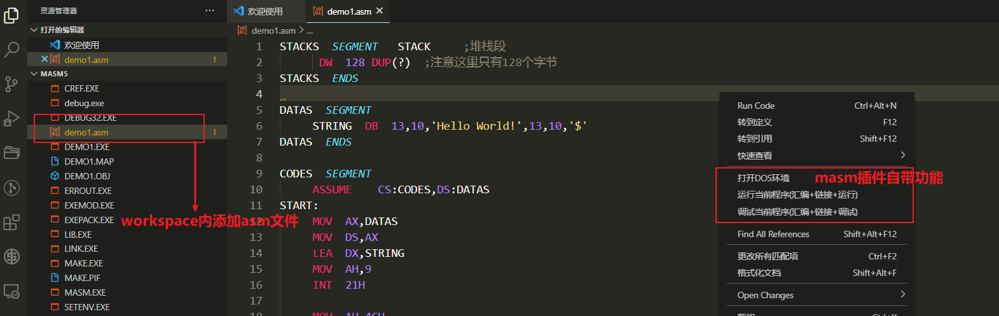 资源管理器
···
打开的编辑器
欢迎使用
demo1.asm 1
MASM5
CREF.EXE
debug.exe
DEBUG32.EXE
demo1.asm 1
DEMO1.EXE
DEMO1.MAP
DEMO1.OBJ
ERROUT.EXE
EXEMOD.EXE
EXEPACK.EXE
LIB.EXE
LINK.EXE
MAKE.EXE
MAKE.PIF
MASM.EXE
SETENV.EXE
workspace内添加asm文件
欢迎使用 demo1.asm
demo1.asm > ...
1 STACKS SEGMENT STACK ;堆栈段
2 DW 128 DUP(?) ;注意这里只有128个字节
3 STACKS ENDS
4
5 DATAS SEGMENT
6 STRING DB 13,10,'Hello World!',13,10,'$'
7 DATAS ENDS
8
9 CODES SEGMENT
10 ASSUME CS:CODES,DS:DATAS
11 START:
12 MOV AX,DATAS
13 MOV DS,AX
14 LEA DX,STRING
15 MOV AH,9
16 INT 21H
17
18 MOV AH,4CH
Run Code Ctrl+Alt+N
转到定义 F12
转到引用 Shift+F12
快速查看
打开DOS环境
masm插件自带功能
运行当前程序(汇编+链接+运行)
调试当前程序(汇编+链接+调试)
Find All References Shift+Alt+F12
更改所有匹配项 Ctrl+F2
格式化文档 Shift+Alt+F
Open Changes
剪切 Ctrl+X